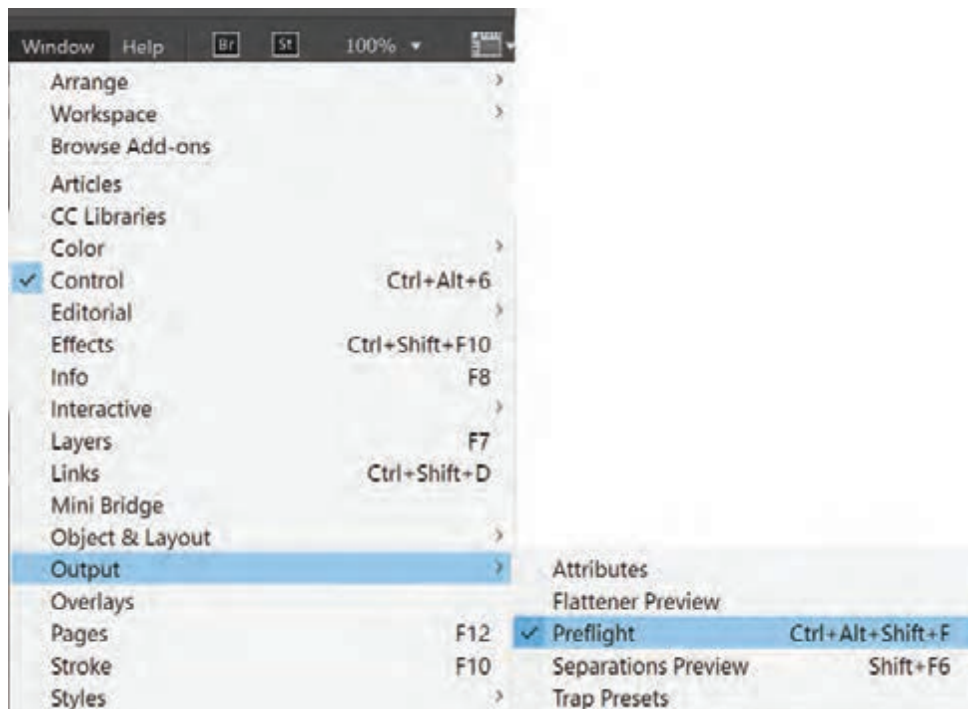 Window Help Br St 100%
Arrange
Workspace
Browse Add-ons
Articles
CC Libraries
Color
Control Ctrl+Alt+6
Editorial
Effects Ctrl+Shift+F10
Info F8
Interactive
Layers F7
Links Ctrl+Shift+D
Mini Bridge
Object & Layout
Output
Overlays
Pages F12
Stroke F10
Styles
Attributes
Flattener Preview
Preflight Ctrl+Alt+Shift+F
Separations Preview Shift+F6
Trap Presets